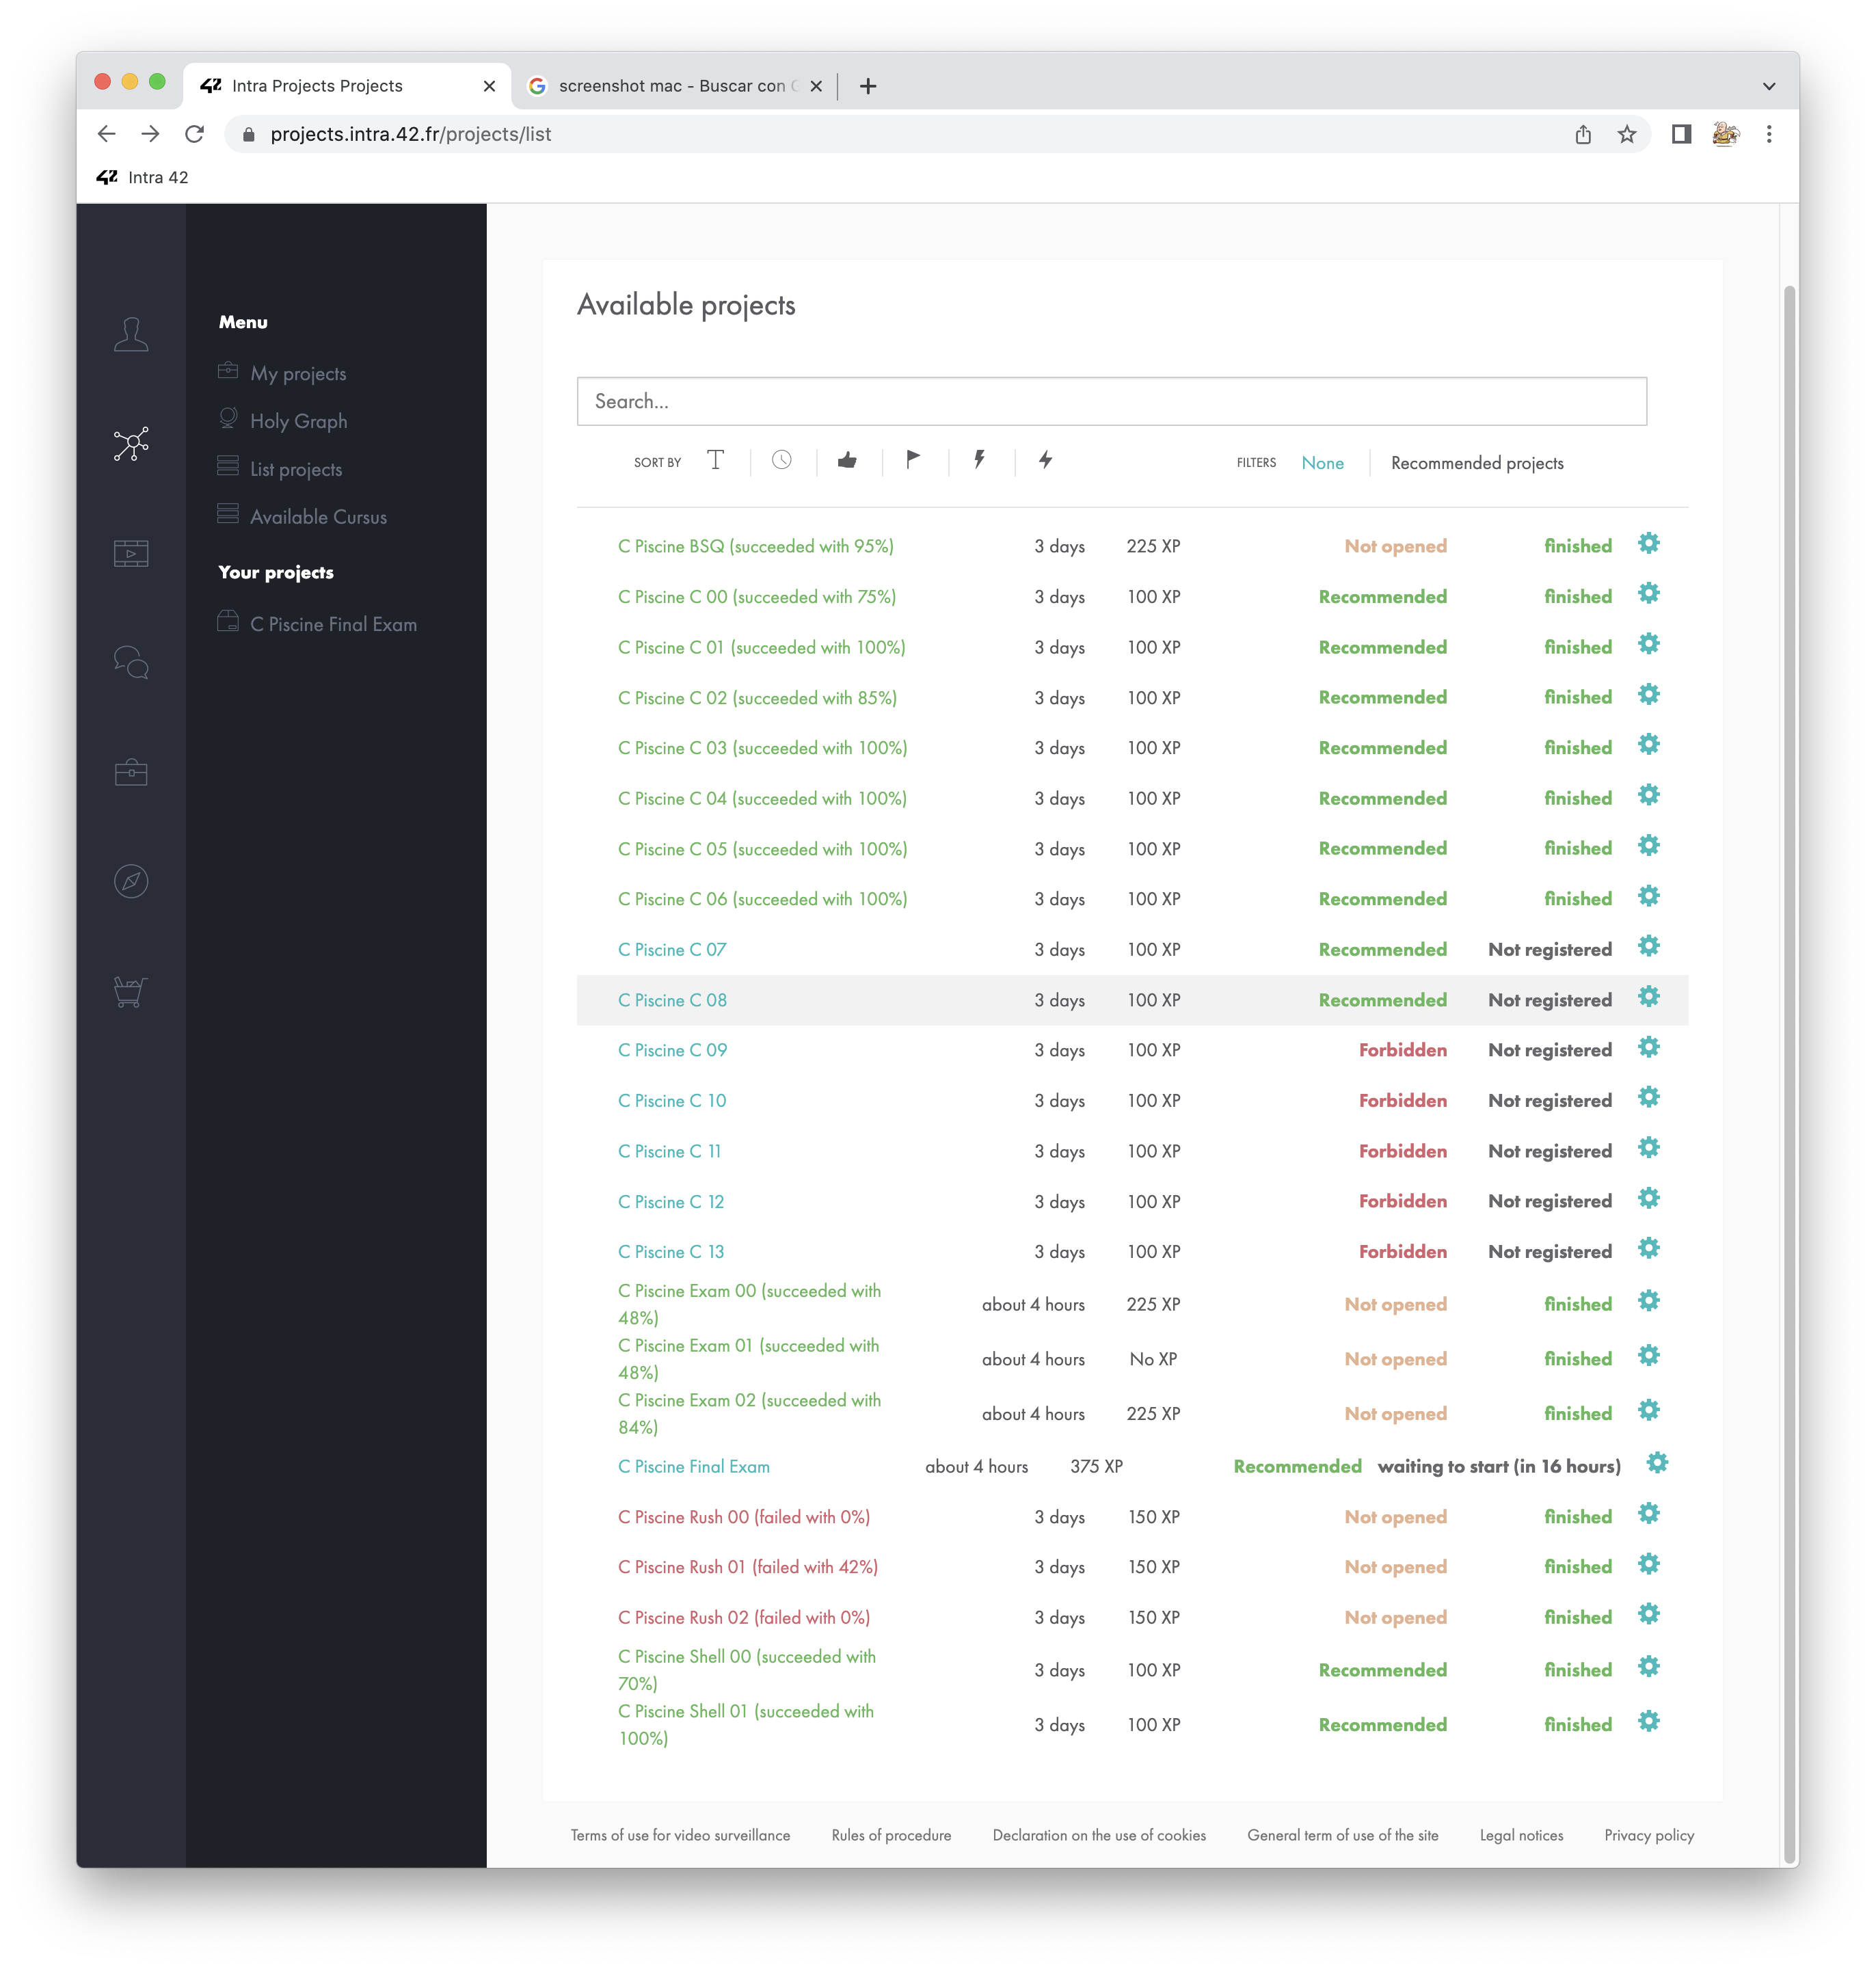 Intra Projects Projects
screenshot mac - Buscar con
projects.intra.42.fr/projects/list
42 Intra 42
Menu
My projects
Holy Graph
List projects
Available Cursus
Your projects
C Piscine Final Exam
Available projects
Search...
SORT BY FILTERS None Recommended projects
C Piscine BSQ (succeeded with 95%) 3 days 225 XP Not opened finished
C Piscine C 00 (succeeded with 75%) 3 days 100 XP Recommended finished
C Piscine C 01 (succeeded with 100%) 3 days 100 XP Recommended finished
C Piscine C 02 (succeeded with 85%) 3 days 100 XP Recommended finished
C Piscine C 03 (succeeded with 100%) 3 days 100 XP Recommended finished
C Piscine C 04 (succeeded with 100%) 3 days 100 XP Recommended finished
C Piscine C 05 (succeeded with 100%) 3 days 100 XP Recommended finished
C Piscine C 06 (succeeded with 100%) 3 days 100 XP Recommended finished
C Piscine C 07 3 days 100 XP Recommended Not registered
C Piscine C 08 3 days 100 XP Recommended Not registered
C Piscine C 09 3 days 100 XP Forbidden Not registered
C Piscine C 10 3 days 100 XP Forbidden Not registered
C Piscine C 11 3 days 100 XP Forbidden Not registered
C Piscine C 12 3 days 100 XP Forbidden Not registered
C Piscine C 13 3 days 100 XP Forbidden Not registered
C Piscine Exam 00 (succeeded with
48%) about 4 hours 225 XP Not opened finished
C Piscine Exam 01 (succeeded with
48%) about 4 hours No XP Not opened finished
C Piscine Exam 02 (succeeded with
84%) about 4 hours 225 XP Not opened finished
C Piscine Final Exam about 4 hours 375 XP Recommended waiting to start (in 16 hours)
C Piscine Rush 00 (failed with 0%) 3 days 150 XP Not opened finished
C Piscine Rush 01 (failed with 42%) 3 days 150 XP Not opened finished
C Piscine Rush 02 (failed with 0%) 3 days 150 XP Not opened finished
C Piscine Shell 00 (succeeded with
70%) 3 days 100 XP Recommended finished
C Piscine Shell 01 (succeeded with
100%) 3 days 100 XP Recommended finished
Terms of use for video surveillance Rules of procedure Declaration on the use of cookies General term of use of the site Legal notices Privacy policy